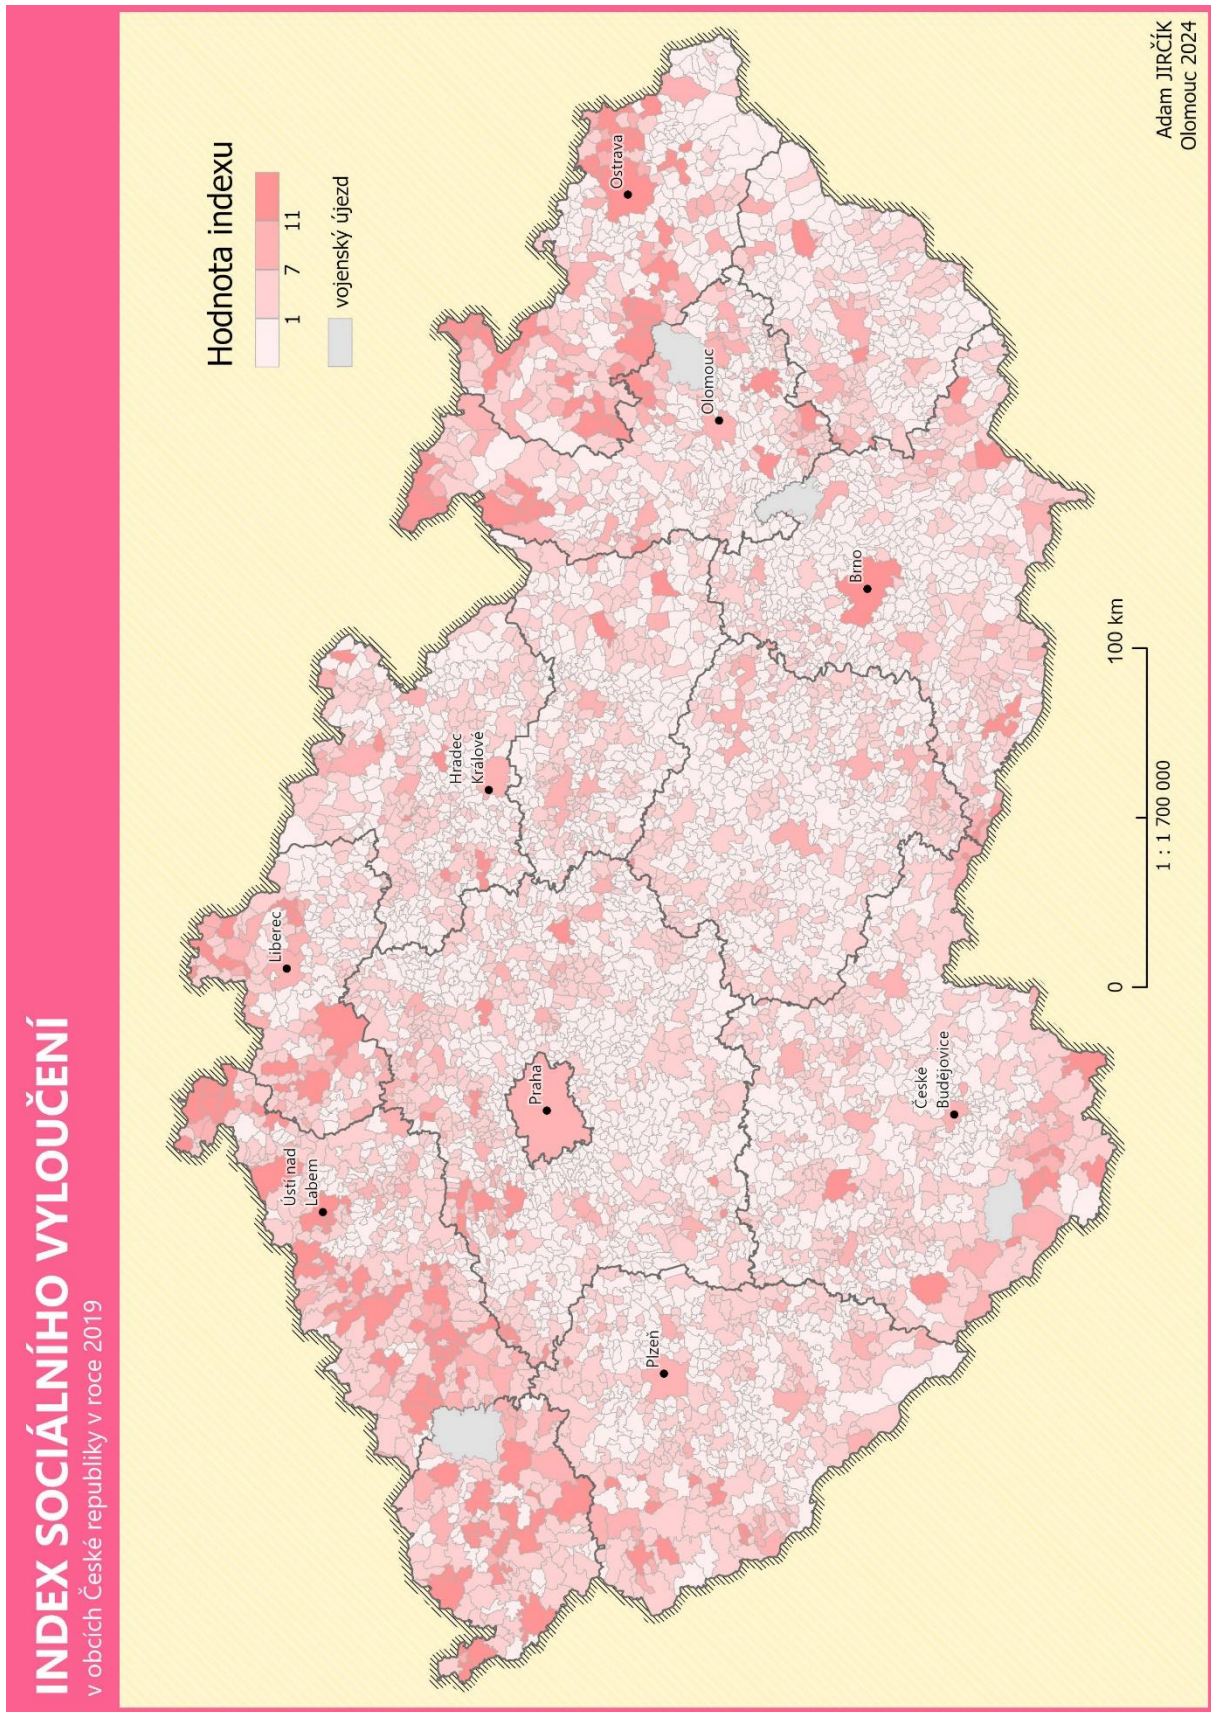 INDEX SOCIÁLNÍHO VYLOUČENÍ
v obcích České republiky v roce 2019
Hodnota indexu
1 7 11
vojenský újezd
Ostrava
Olomouc
Brno
Hradec
Králové
Liberec
Praha
Ústí nad
Labem
Plzeň
České
Budějovice
0 100 km
1 : 1 700 000
Adam JIRČÍK
Olomouc 2024